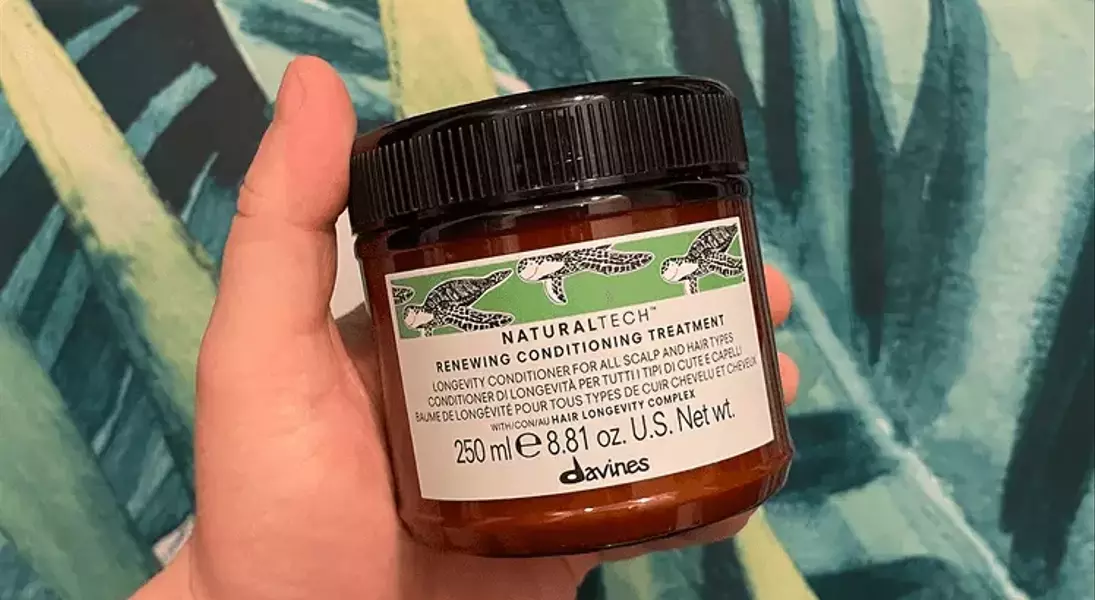 NATURALTECH™
RENEWING CONDITIONING TREATMENT
LONGEVITY CONDITIONER FOR ALL SCALP AND HAIR TYPES
CONDITIONER DI LONGEVITÀ PER TUTTI I TIPI DI CUTE E CAPELLI
BAUME DE LONGÉVITÉ POUR TOUS TYPES DE CUIR CHEVELU ET CHEVEUX
WITH/CON/AU HAIR LONGEVITY COMPLEX
250 ml ℮ 8.81 oz. U.S. Net wt.
davines